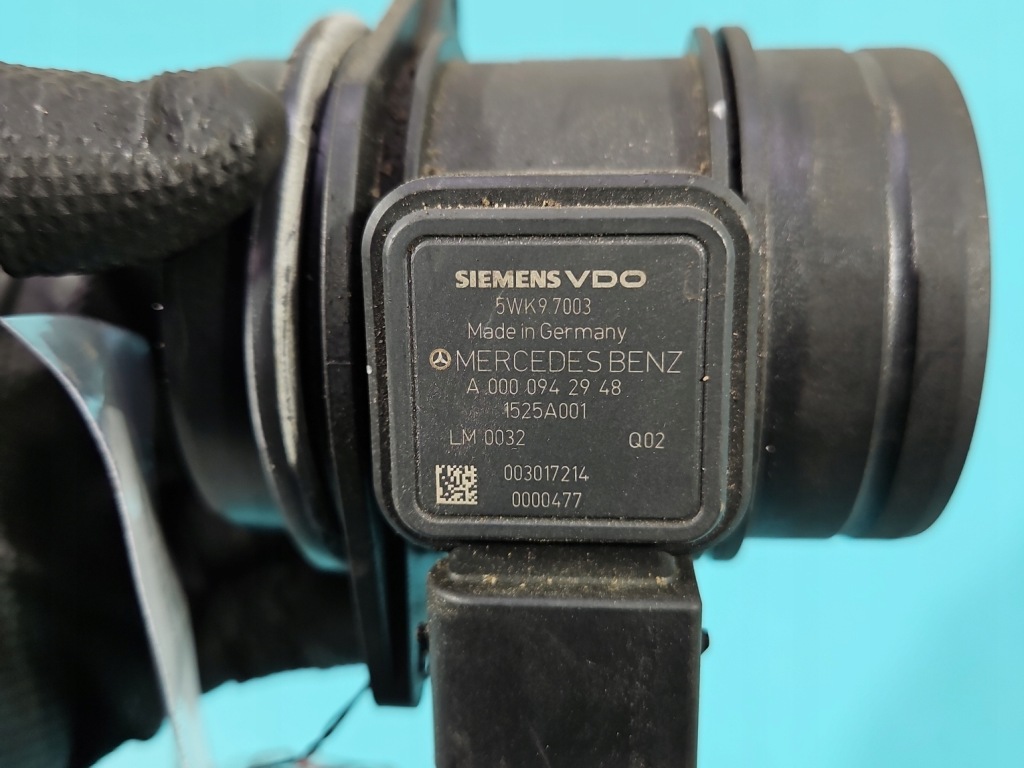 SIEMENS VDO
5WK9 7003
Made in Germany
MERCEDES BENZ
A 000 094 29 48
1525A001
LM 0032 Q02
003017214
0000477